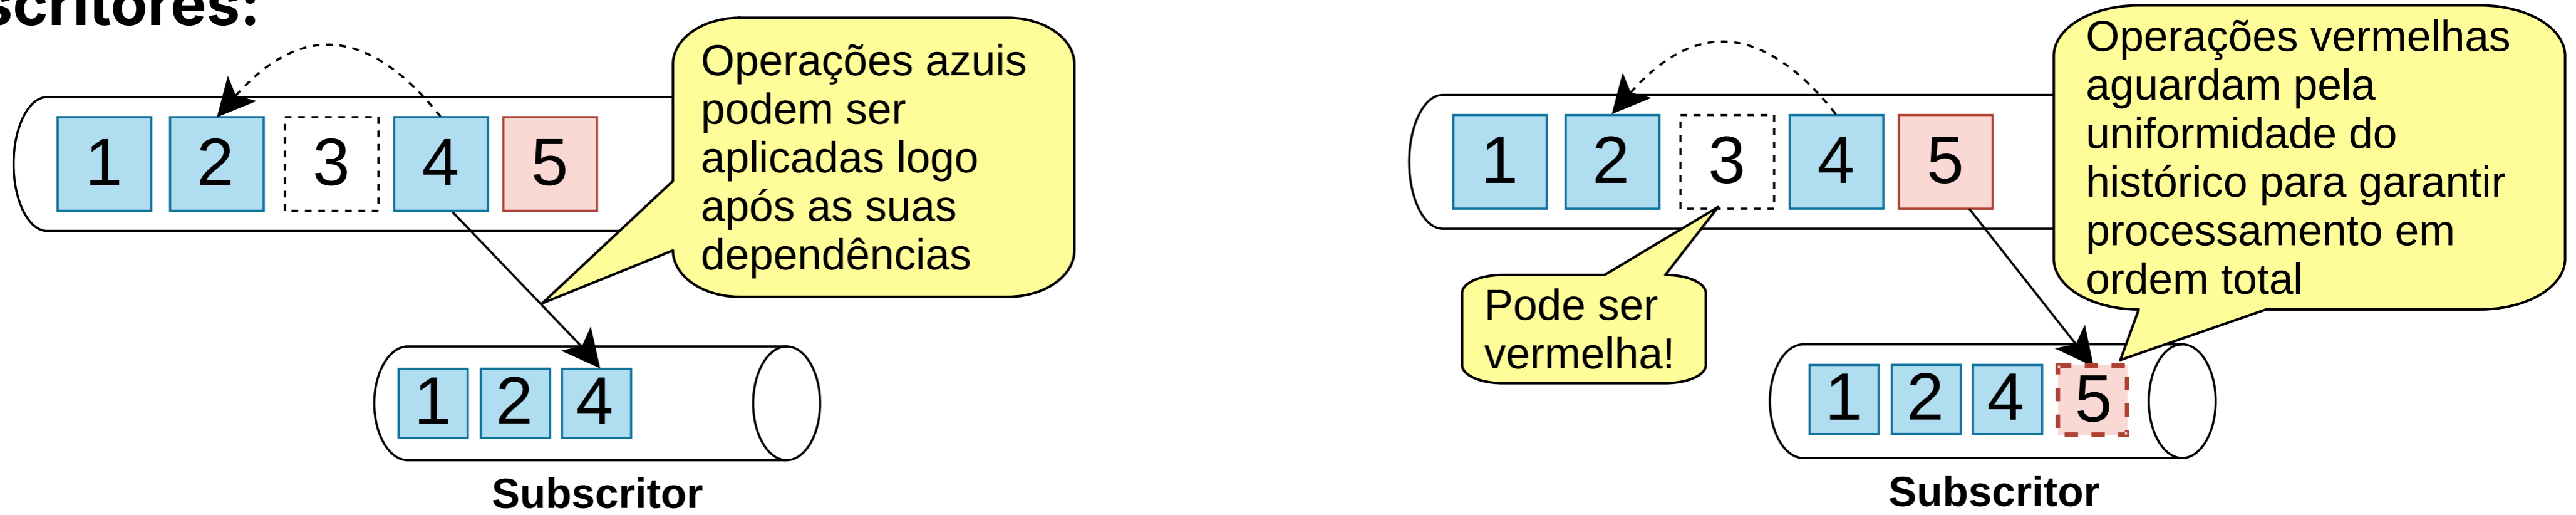 scritores:
1 2 3 4 5
Operações azuis
podem ser
aplicadas logo
após as suas
dependências
1 2 4
Subscritor
1 2 3 4 5
Operações vermelhas
aguardam pela
uniformidade do
histórico para garantir
processamento em
ordem total
Pode ser
vermelha!
1 2 4 5
Subscritor